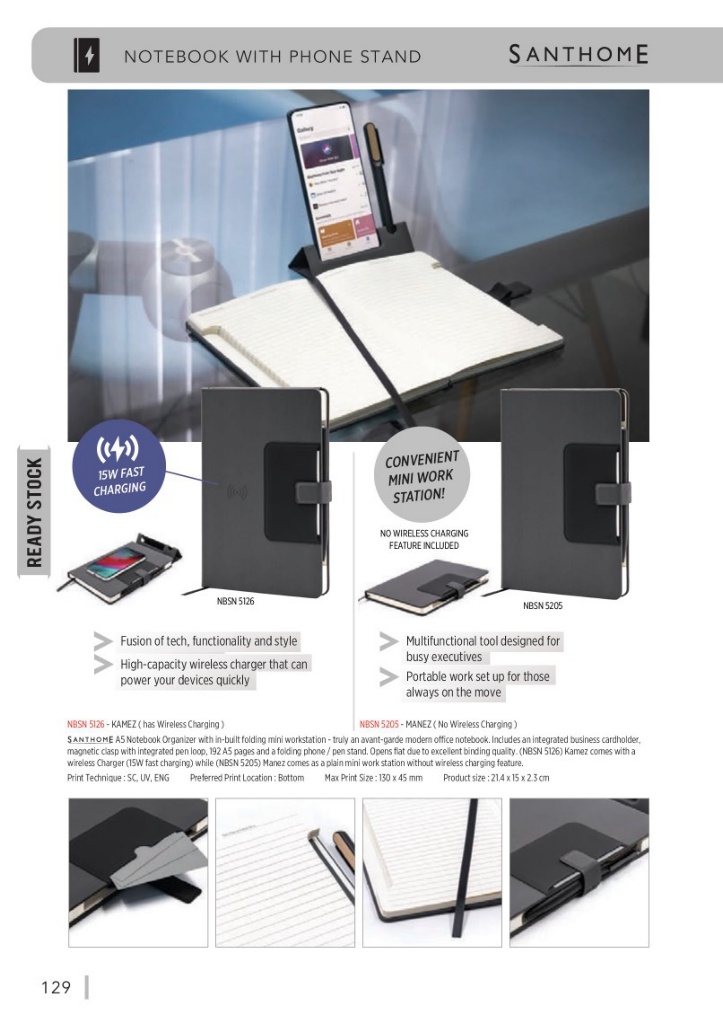 NOTEBOOK WITH PHONE STAND
SANTHOME
Gallery
15W FAST
CHARGING
CONVENIENT
MINI WORK
STATION!
READY STOCK
NO WIRELESS CHARGING
FEATURE INCLUDED
NBSN 5126
NBSN 5205
Fusion of tech, functionality and style
High-capacity wireless charger that can
power your devices quickly
Multifunctional tool designed for
busy executives
Portable work set up for those
always on the move
NBSN 5126 - KAMEZ ( has Wireless Charging )
NBSN 5205 - MANEZ ( No Wireless Charging )
SANTHOME A5 Notebook Organizer with in-built folding mini workstation - truly an avant-garde modern office notebook. Includes an integrated business cardholder,
magnetic clasp with integrated pen loop, 192 A5 pages and a folding phone / pen stand. Opens flat due to excellent binding quality. (NBSN 5126) Kamez comes with a
wireless Charger (15W fast charging) while (NBSN 5205) Manez comes as a plain mini work station without wireless charging feature.
Print Technique : SC, UV, ENG Preferred Print Location : Bottom Max Print Size : 130 x 45 mm Product size : 21.4 x 15 x 2.3 cm
129